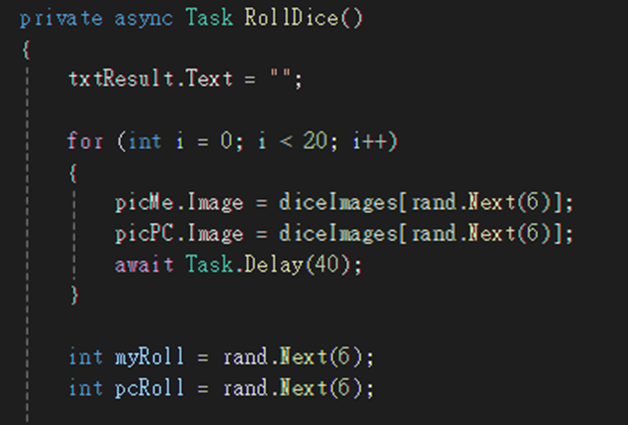 private async Task RollDice()
{
txtResult.Text = "";
for (int i = 0; i < 20; i++)
{
picMe.Image = diceImages[rand.Next(6)];
picPC.Image = diceImages[rand.Next(6)];
await Task.Delay(40);
}
int myRoll = rand.Next(6);
int pcRoll = rand.Next(6);